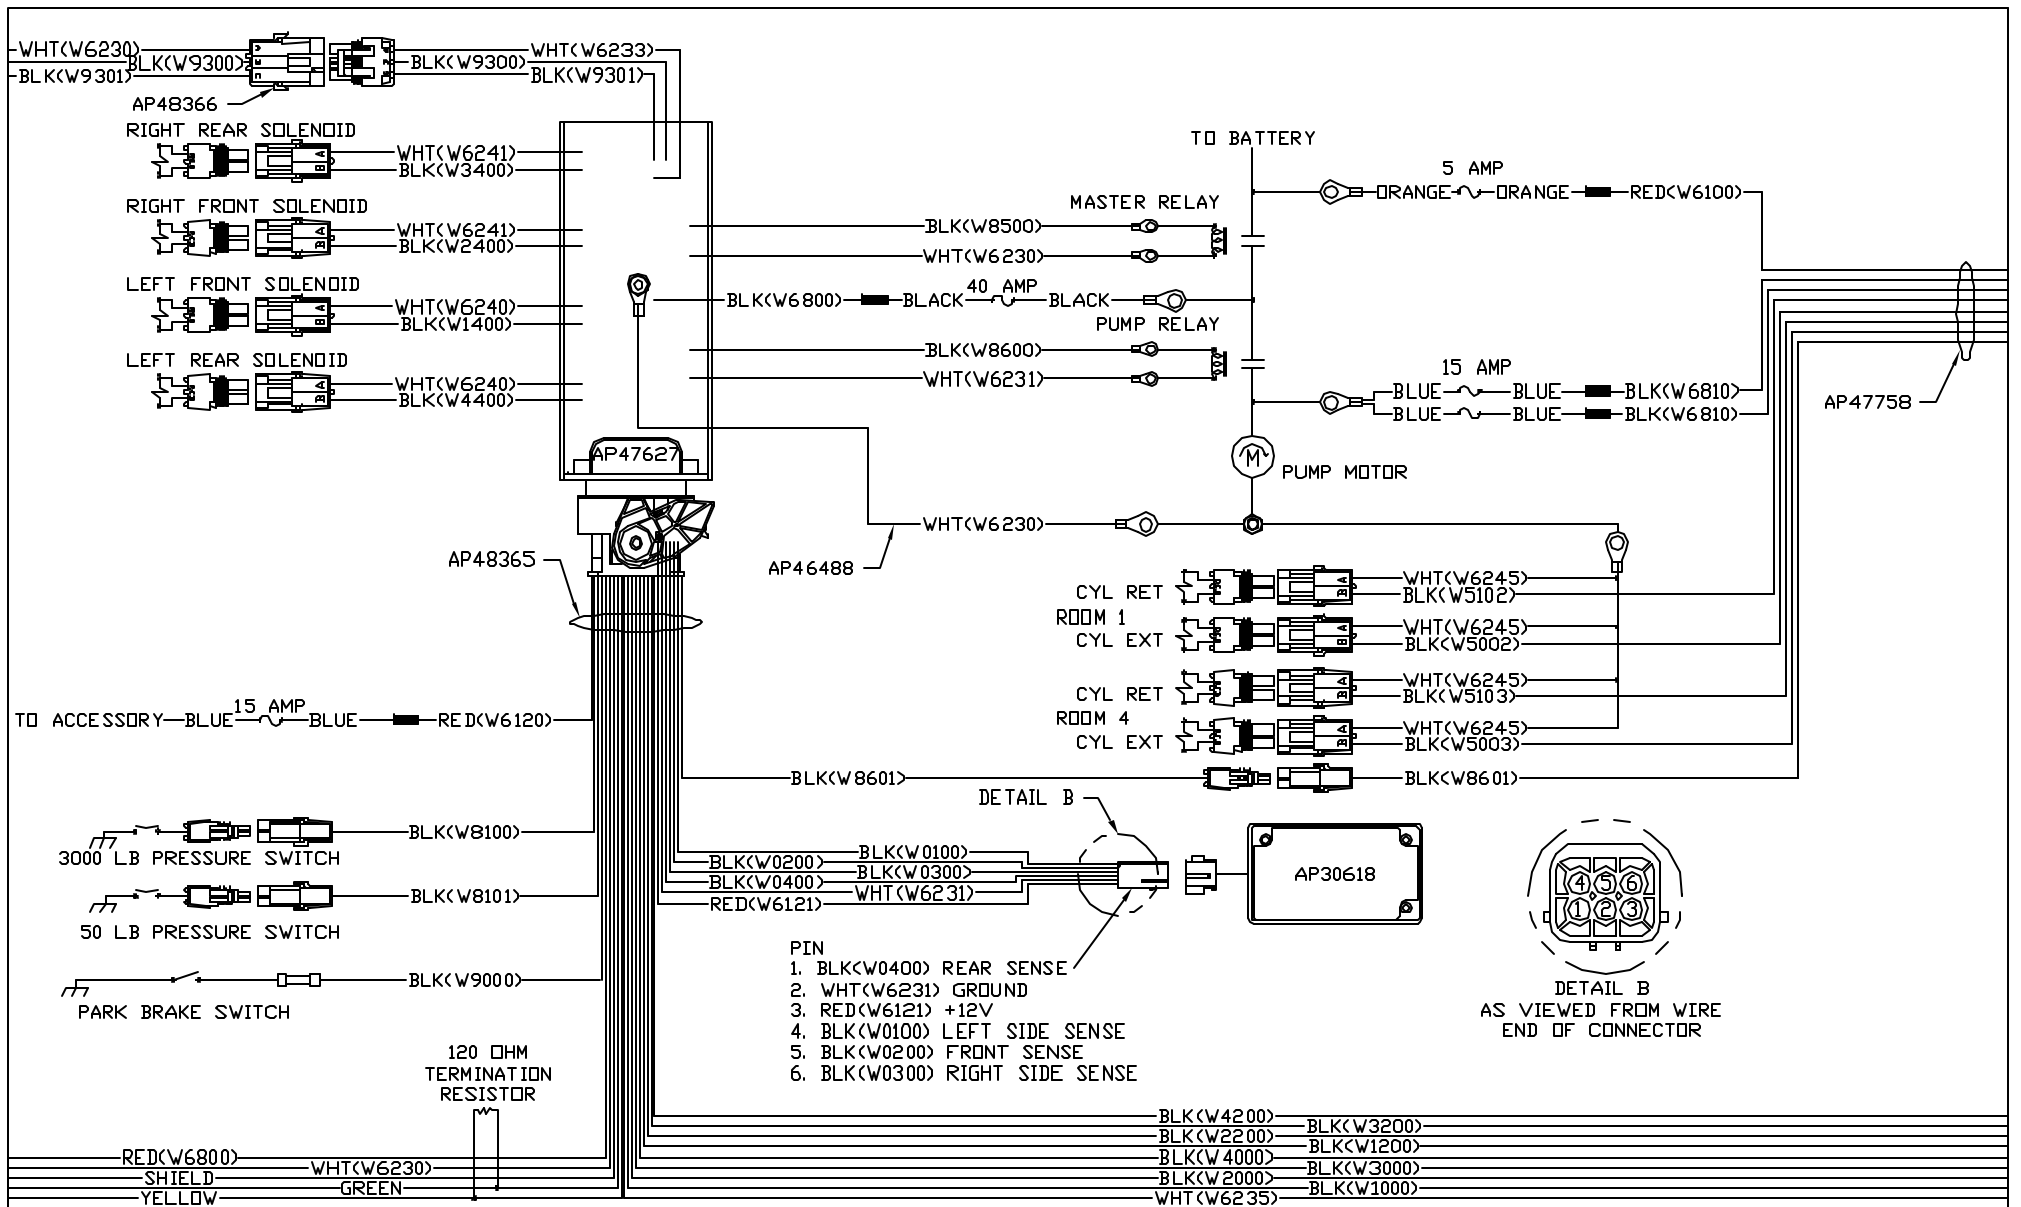 WHT(W6230)
BLK(W9300)
BLK(W9301)
WHT(W6233)
BLK(W9300)
BLK(W9301)
AP48366
RIGHT REAR SOLENOID
A
B
WHT(W6241)
BLK(W3400)
RIGHT FRONT SOLENOID
A
B
WHT(W6241)
BLK(W2400)
LEFT FRONT SOLENOID
A
B
WHT(W6240)
BLK(W1400)
LEFT REAR SOLENOID
A
B
WHT(W6240)
BLK(W4400)
AP47627
TO BATTERY
5 AMP
ORANGE
ORANGE
RED(W6100)
MASTER RELAY
BLK(W8500)
WHT(W6230)
40 AMP
BLK(W6800)
BLACK
BLACK
PUMP RELAY
BLK(W8600)
WHT(W6231)
15 AMP
BLUE
BLUE
BLK(W6810)
BLUE
BLUE
BLK(W6810)
AP47758
M
PUMP MOTOR
WHT(W6230)
AP46488
AP48365
CYL RET
A
B
WHT(W6245)
BLK(W5102)
ROOM 1
CYL EXT
A
B
WHT(W6245)
BLK(W5002)
CYL RET
A
B
WHT(W6245)
BLK(W5103)
ROOM 4
CYL EXT
A
B
WHT(W6245)
BLK(W5003)
BLK(W8601)
BLK(W8601)
15 AMP
TO ACCESSORY
BLUE
BLUE
RED(W6120)
DETAIL B
BLK(W8100)
3000 LB PRESSURE SWITCH
BLK(W8101)
50 LB PRESSURE SWITCH
BLK(W9000)
PARK BRAKE SWITCH
BLK(W0100)
BLK(W0200)
BLK(W0300)
BLK(W0400)
WHT(W6231)
RED(W6121)
AP30618
PIN
1. BLK(W0400) REAR SENSE
2. WHT(W6231) GROUND
3. RED(W6121) +12V
4. BLK(W0100) LEFT SIDE SENSE
5. BLK(W0200) FRONT SENSE
6. BLK(W0300) RIGHT SIDE SENSE
4 5 6
1 2 3
DETAIL B
AS VIEWED FROM WIRE
END OF CONNECTOR
120 OHM
TERMINATION
RESISTOR
RED(W6800)
WHT(W6230)
SHIELD
GREEN
YELLOW
BLK(W4200)
BLK(W3200)
BLK(W2200)
BLK(W1200)
BLK(W4000)
BLK(W3000)
BLK(W2000)
BLK(W1000)
WHT(W6235)